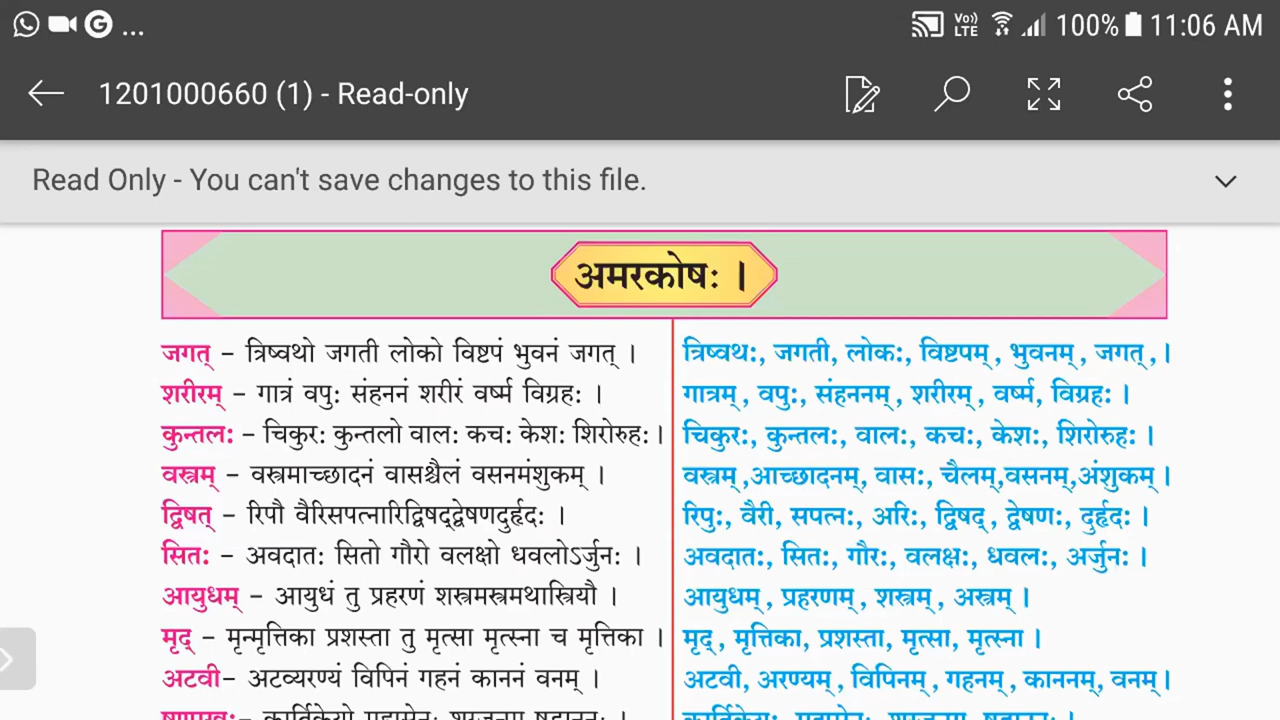 ... Vo) LTE 100% 11:06 AM
1201000660 (1) - Read-only
Read Only - You can't save changes to this file.
अमरकोषः ।
जगत् – त्रिष्वथो जगती लोको विष्टपं भुवनं जगत् । त्रिष्वथः, जगती, लोकः, विष्टपम्, भुवनम्, जगत्,।
शरीरम् – गात्रं वपुः संहननं शरीरं वर्ष्म विग्रहः । गात्रम्, वपुः, संहननम्, शरीरम्, वर्ष्म, विग्रहः ।
कुन्तलः – चिकुरः कुन्तलो वालः कचः केशः शिरोरुहः । चिकुरः, कुन्तलः, वालः, कचः, केशः, शिरोरुहः ।
वस्त्रम् – वस्त्रमाच्छादनं वासश्चैलं वसनमंशुकम् । वस्त्रम्,आच्छादनम्, वासः, चैलम्,वसनम्,अंशुकम् ।
द्विषत् – रिपौ वैरिसपत्नारिद्विषद्द्वेषणदुर्हृदः । रिपुः, वैरी, सपत्नः, अरिः, द्विषद्, द्वेषणः, दुर्हृदः ।
सितः – अवदातः सितो गौरो वलक्षो धवलोऽर्जुनः । अवदातः, सितः, गौरः, वलक्षः, धवलः, अर्जुनः ।
आयुधम् – आयुधं तु प्रहरणं शस्त्रमस्त्रमथास्त्रियौ । आयुधम्, प्रहरणम्, शस्त्रम्, अस्त्रम् ।
मृद् – मृन्मृत्तिका प्रशस्ता तु मृत्सा मृत्स्ना च मृत्तिका । मृद्, मृत्तिका, प्रशस्ता, मृत्सा, मृत्स्ना ।
अटवी– अटव्यरण्यं विपिनं गहनं काननं वनम् । अटवी, अरण्यम्, विपिनम्, गहनम्, काननम्, वनम् ।